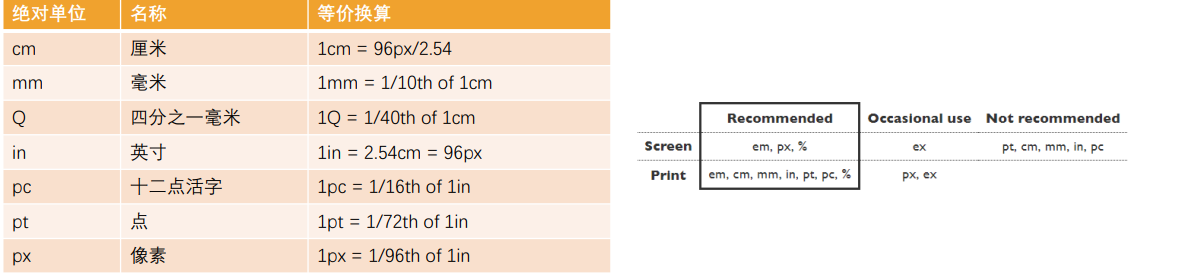 绝对单位 名称 等价换算
cm 厘米 1cm = 96px/2.54
mm 毫米 1mm = 1/10th of 1cm
Q 四分之一毫米 1Q = 1/40th of 1cm
in 英寸 1in = 2.54cm = 96px
pc 十二点活字 1pc = 1/16th of 1in
pt 点 1pt = 1/72th of 1in
px 像素 1px = 1/96th of 1in
Recommended Occasional use Not recommended
Screen em, px, % ex pt, cm, mm, in, pc
Print em, cm, mm, in, pt, pc, % px, ex